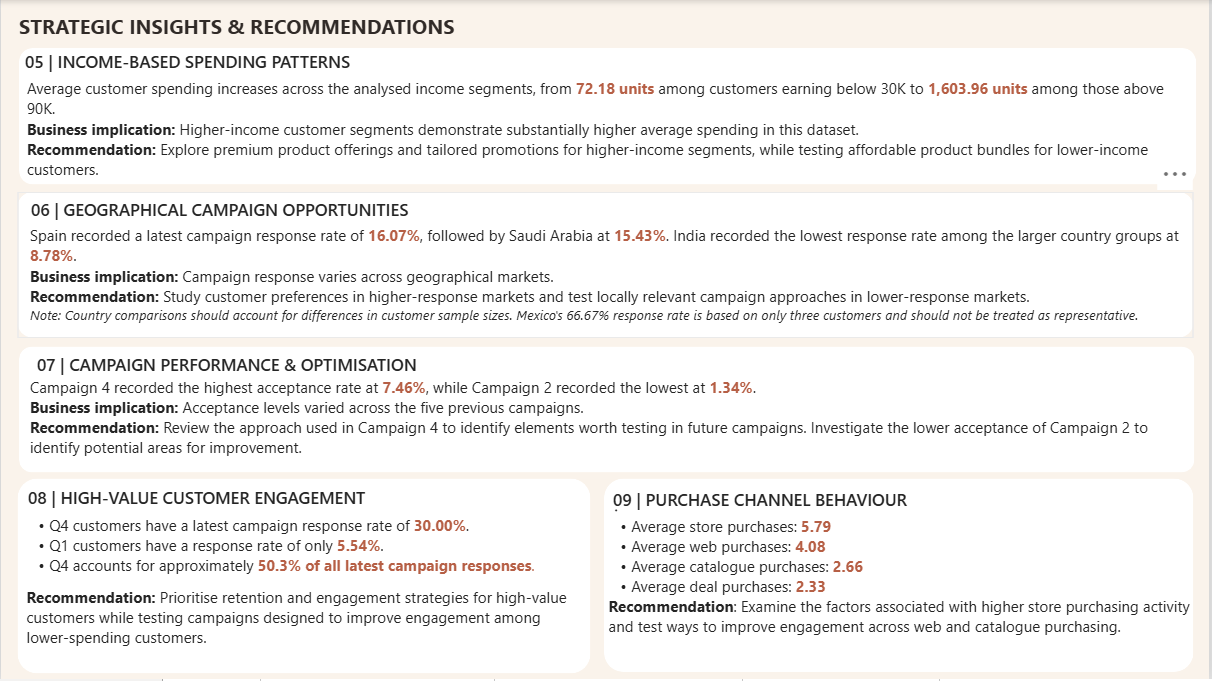 STRATEGIC INSIGHTS & RECOMMENDATIONS
05 | INCOME-BASED SPENDING PATTERNS
Average customer spending increases across the analysed income segments, from 72.18 units among customers earning below 30K to 1,603.96 units among those above
90K.
Business implication: Higher-income customer segments demonstrate substantially higher average spending in this dataset.
Recommendation: Explore premium product offerings and tailored promotions for higher-income segments, while testing affordable product bundles for lower-income
customers.
06 | GEOGRAPHICAL CAMPAIGN OPPORTUNITIES
Spain recorded a latest campaign response rate of 16.07%, followed by Saudi Arabia at 15.43%. India recorded the lowest response rate among the larger country groups at
8.78%.
Business implication: Campaign response varies across geographical markets.
Recommendation: Study customer preferences in higher-response markets and test locally relevant campaign approaches in lower-response markets.
Note: Country comparisons should account for differences in customer sample sizes. Mexico's 66.67% response rate is based on only three customers and should not be treated as representative.
07 | CAMPAIGN PERFORMANCE & OPTIMISATION
Campaign 4 recorded the highest acceptance rate at 7.46%, while Campaign 2 recorded the lowest at 1.34%.
Business implication: Acceptance levels varied across the five previous campaigns.
Recommendation: Review the approach used in Campaign 4 to identify elements worth testing in future campaigns. Investigate the lower acceptance of Campaign 2 to
identify potential areas for improvement.
08 | HIGH-VALUE CUSTOMER ENGAGEMENT
• Q4 customers have a latest campaign response rate of 30.00%.
• Q1 customers have a response rate of only 5.54%.
• Q4 accounts for approximately 50.3% of all latest campaign responses.
Recommendation: Prioritise retention and engagement strategies for high-value
customers while testing campaigns designed to improve engagement among
lower-spending customers.
09 | PURCHASE CHANNEL BEHAVIOUR
• Average store purchases: 5.79
• Average web purchases: 4.08
• Average catalogue purchases: 2.66
• Average deal purchases: 2.33
Recommendation: Examine the factors associated with higher store purchasing activity
and test ways to improve engagement across web and catalogue purchasing.